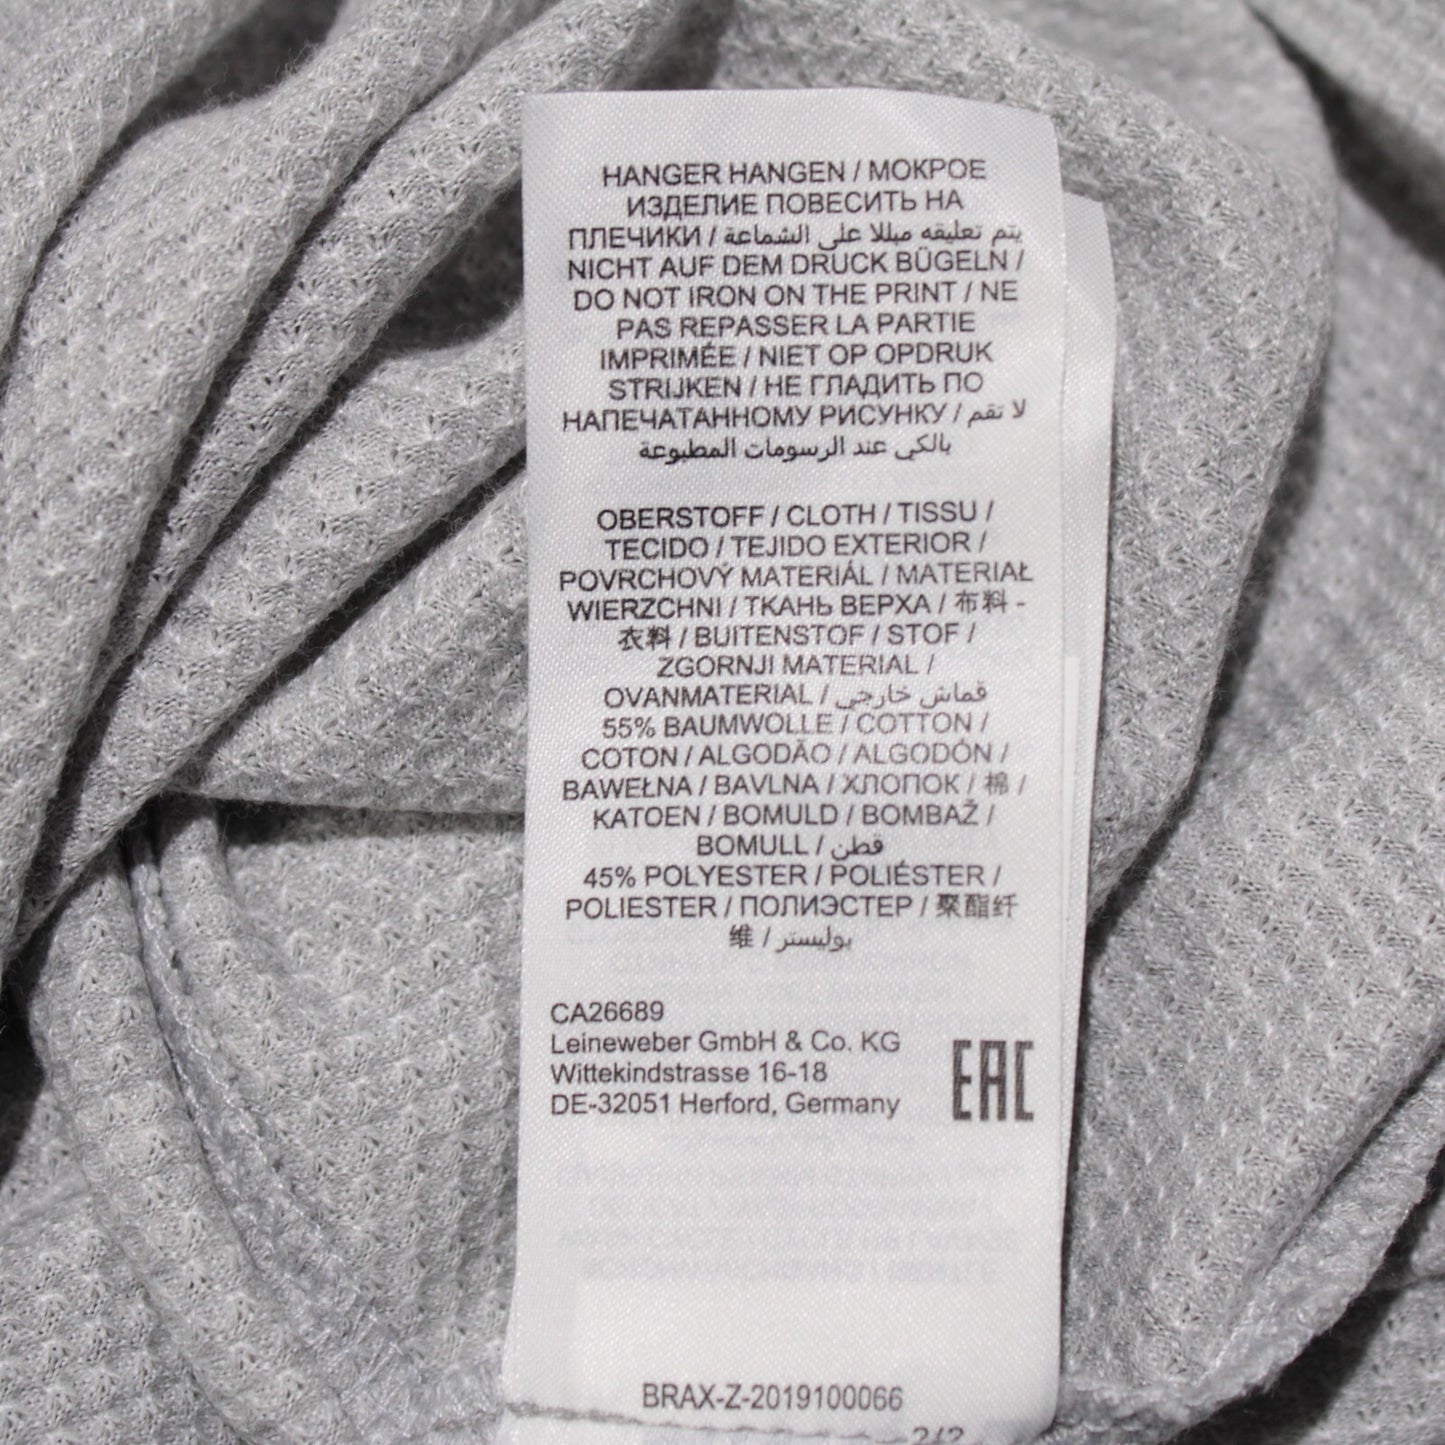 HANGER HANGEN / МОКРОЕ
ИЗДЕЛИЕ ПОВЕСИТЬ НА
ПЛЕЧИКИ / يتم تعليقه مبللا على الشماعة
NICHT AUF DEM DRUCK BÜGELN /
DO NOT IRON ON THE PRINT / NE
PAS REPASSER LA PARTIE
IMPRIMÉE / NIET OP OPDRUK
STRIJKEN / НЕ ГЛАДИТЬ ПО
НАПЕЧАТАННОМУ РИСУНКУ / لا تقم
بالكي عند الرسومات المطبوعة
OBERSTOFF / CLOTH / TISSU /
TECIDO / TEJIDO EXTERIOR /
POVRCHOVÝ MATERIÁL / MATERIAŁ
WIERZCHNI / ТКАНЬ ВЕРХА / 布料 -
衣料 / BUITENSTOF / STOF /
ZGORNJI MATERIAL /
OVANMATERIAL / قماش خارجي
55% BAUMWOLLE / COTTON /
COTON / ALGODÃO / ALGODÓN /
BAWEŁNA / BAVLNA / ХЛОПОК / 棉 /
KATOEN / BOMULD / BOMBAŽ /
BOMULL / قطن
45% POLYESTER / POLIÉSTER /
POLIESTER / ПОЛИЭСТЕР / 聚酯纤
维 / بوليستر
CA26689
Leineweber GmbH & Co. KG
Wittekindstrasse 16-18
DE-32051 Herford, Germany
EAC
BRAX-Z-2019100066
2/2